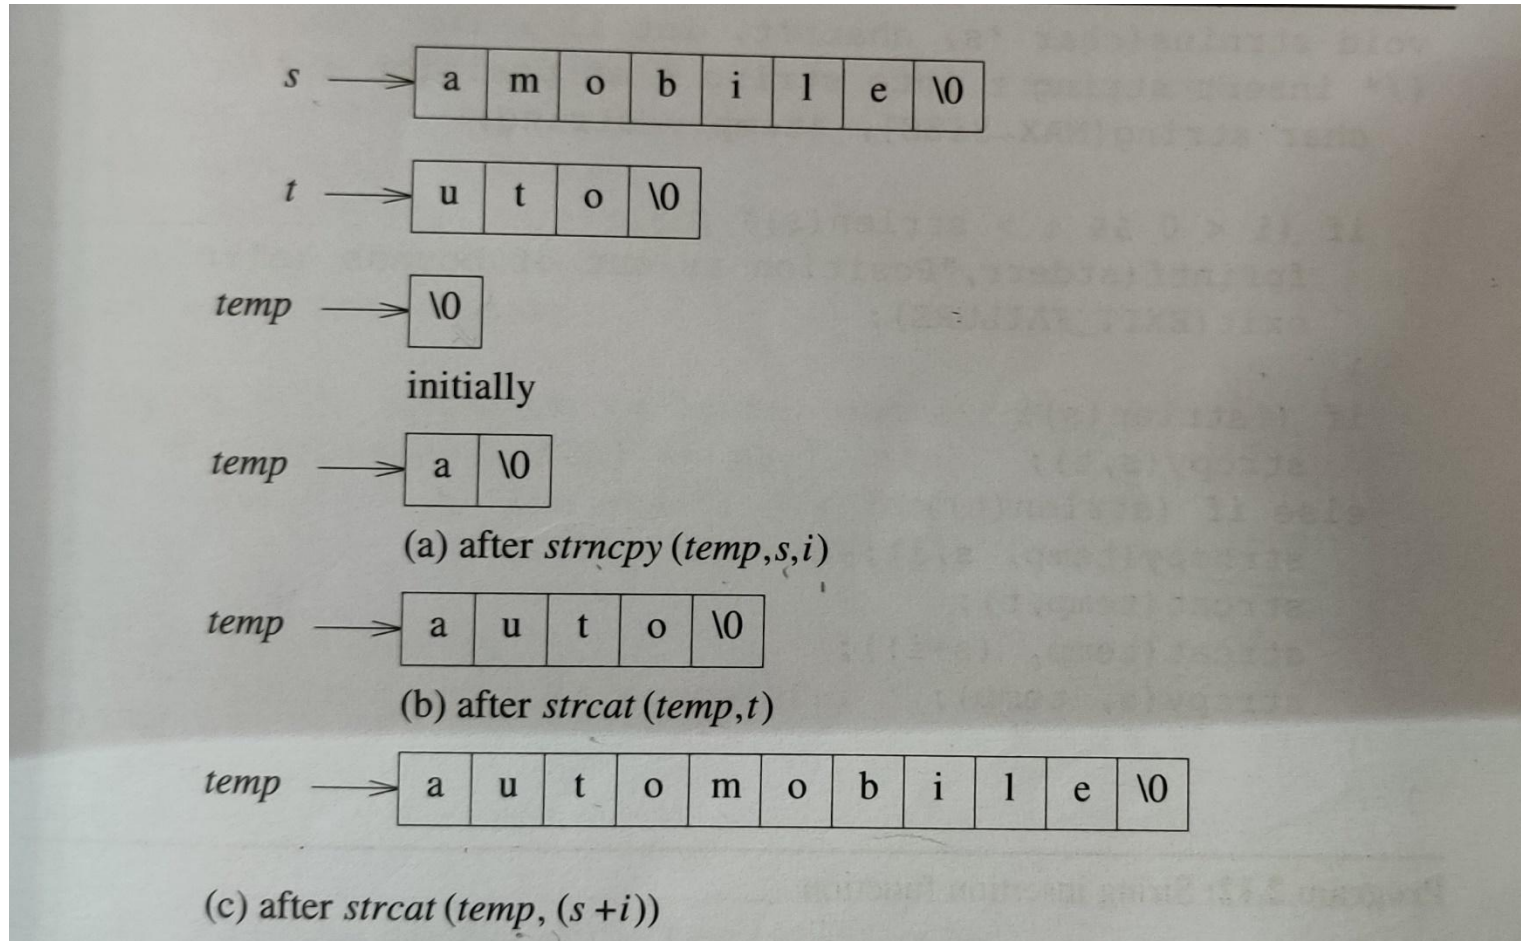 s a m o b i l e \0
t u t o \0
temp \0
initially
temp a \0
(a) after strncpy (temp,s,i)
temp a u t o \0
(b) after strcat (temp,t)
temp a u t o m o b i l e \0
(c) after strcat (temp, (s +i))